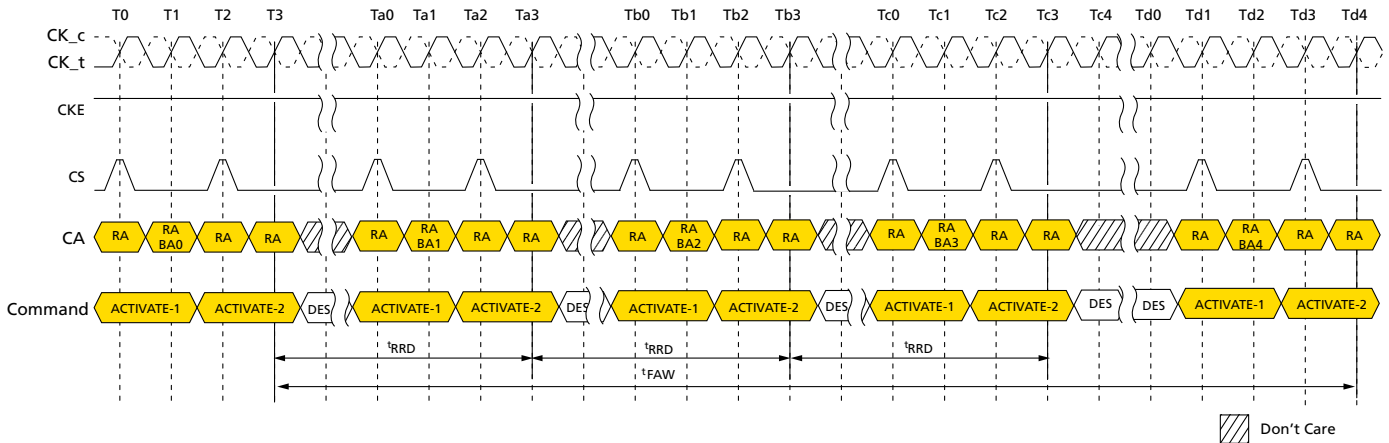 T0 T1 T2 T3 Ta0 Ta1 Ta2 Ta3 Tb0 Tb1 Tb2 Tb3 Tc0 Tc1 Tc2 Tc3 Tc4 Td0 Td1 Td2 Td3 Td4
CK_c
CK_t
CKE
CS
CA RA RA BA0 RA RA RA RA BA1 RA RA RA RA BA2 RA RA RA RA BA3 RA RA RA RA BA4 RA RA
Command ACTIVATE-1 ACTIVATE-2 DES ACTIVATE-1 ACTIVATE-2 DES ACTIVATE-1 ACTIVATE-2 DES ACTIVATE-1 ACTIVATE-2 DES DES ACTIVATE-1 ACTIVATE-2
tRRD tRRD tRRD
tFAW
Don't Care